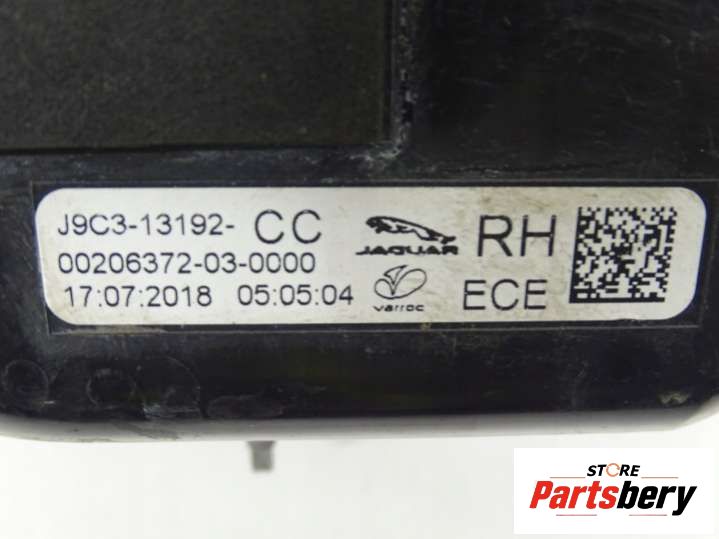 J9C3-13192- CC JAGUAR RH
00206372-03-0000
17:07:2018 05:05:04 varroc ECE
STORE
Partsbery